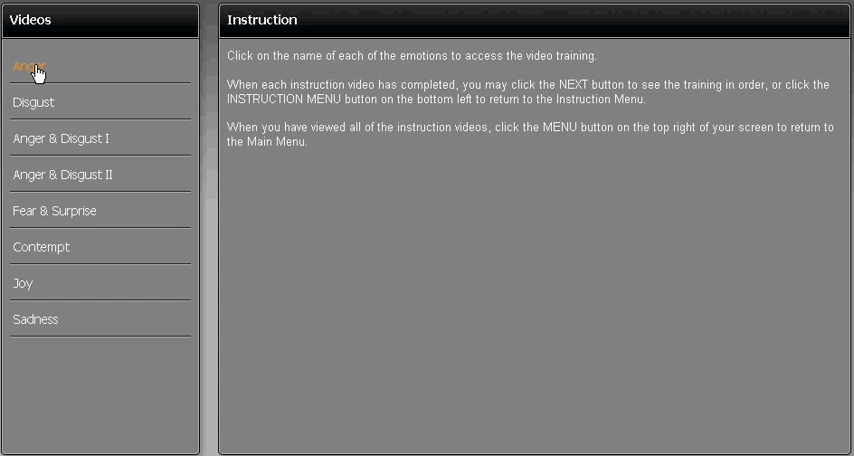 Videos
Anger
Disgust
Anger & Disgust I
Anger & Disgust II
Fear & Surprise
Contempt
Joy
Sadness
Instruction
Click on the name of each of the emotions to access the video training.
When each instruction video has completed, you may click the NEXT button to see the training in order, or click the
INSTRUCTION MENU button on the bottom left to return to the Instruction Menu.
When you have viewed all of the instruction videos, click the MENU button on the top right of your screen to return to
the Main Menu.